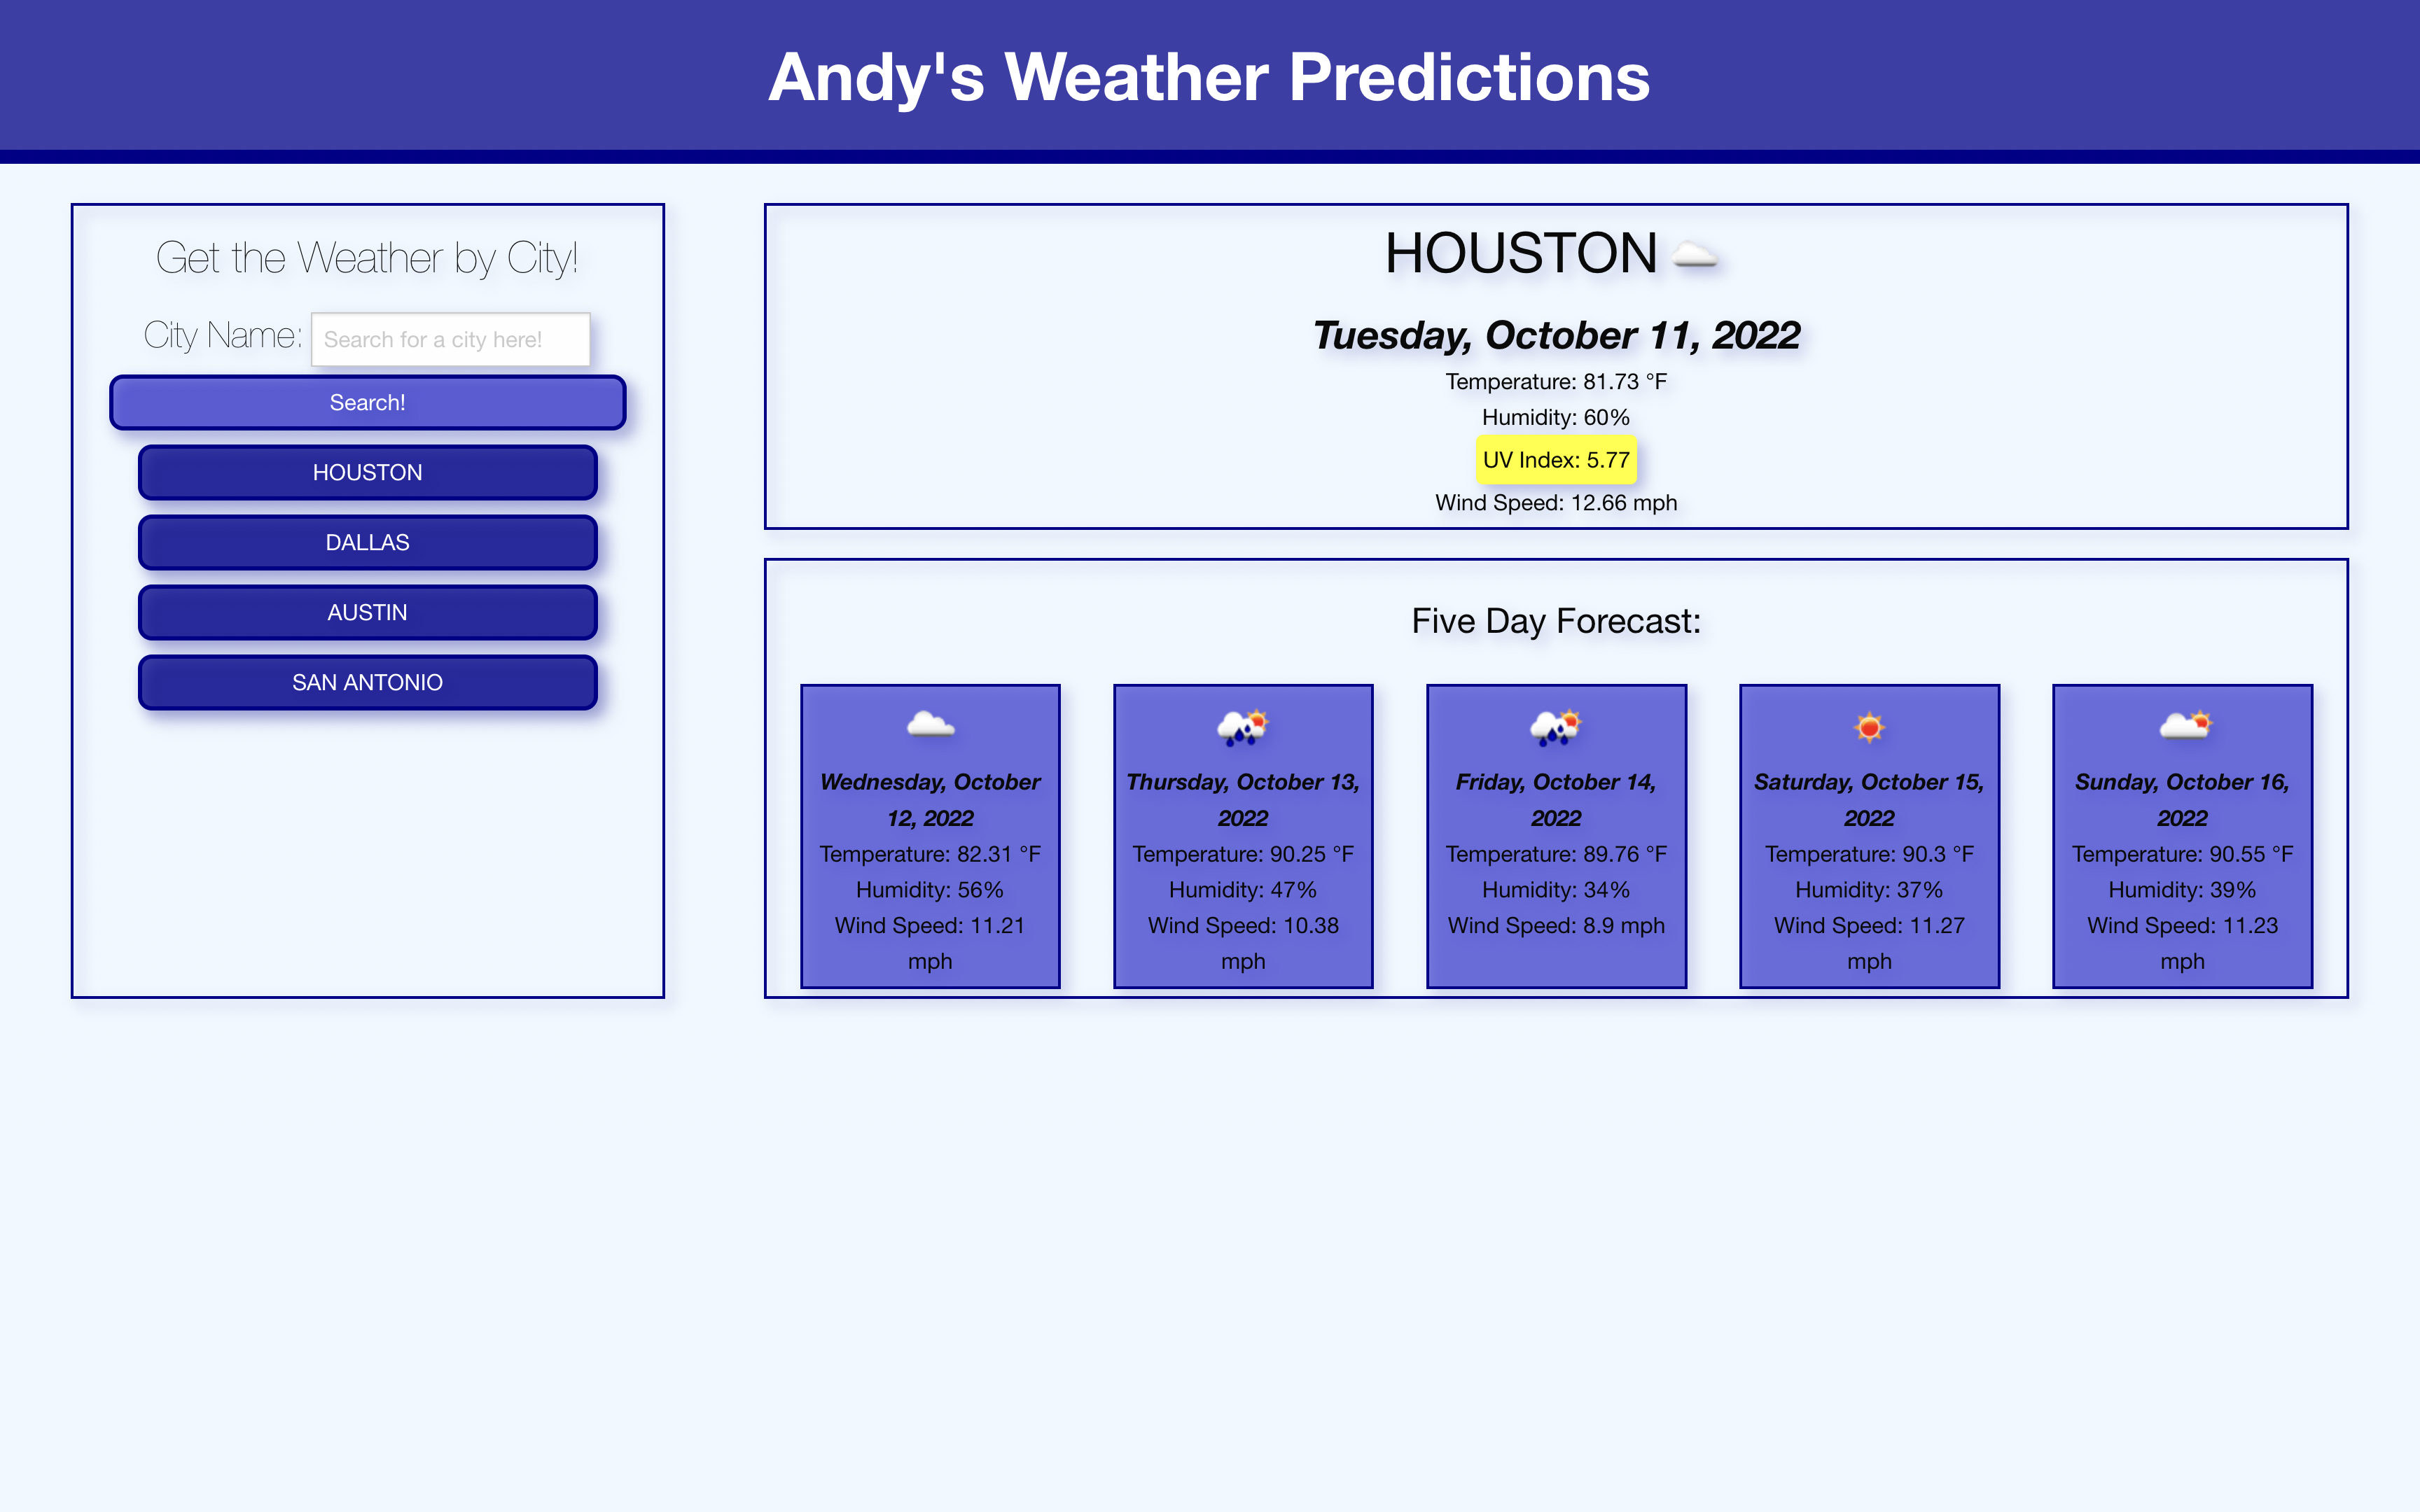 Andy's Weather Predictions
Get the Weather by City!
City Name:
Search for a city here!
Search!
HOUSTON
DALLAS
AUSTIN
SAN ANTONIO
HOUSTON
Tuesday, October 11, 2022
Temperature: 81.73 °F
Humidity: 60%
UV Index: 5.77
Wind Speed: 12.66 mph
Five Day Forecast:
Wednesday, October
12, 2022
Temperature: 82.31 °F
Humidity: 56%
Wind Speed: 11.21
mph
Thursday, October 13,
2022
Temperature: 90.25 °F
Humidity: 47%
Wind Speed: 10.38
mph
Friday, October 14,
2022
Temperature: 89.76 °F
Humidity: 34%
Wind Speed: 8.9 mph
Saturday, October 15,
2022
Temperature: 90.3 °F
Humidity: 37%
Wind Speed: 11.27
mph
Sunday, October 16,
2022
Temperature: 90.55 °F
Humidity: 39%
Wind Speed: 11.23
mph